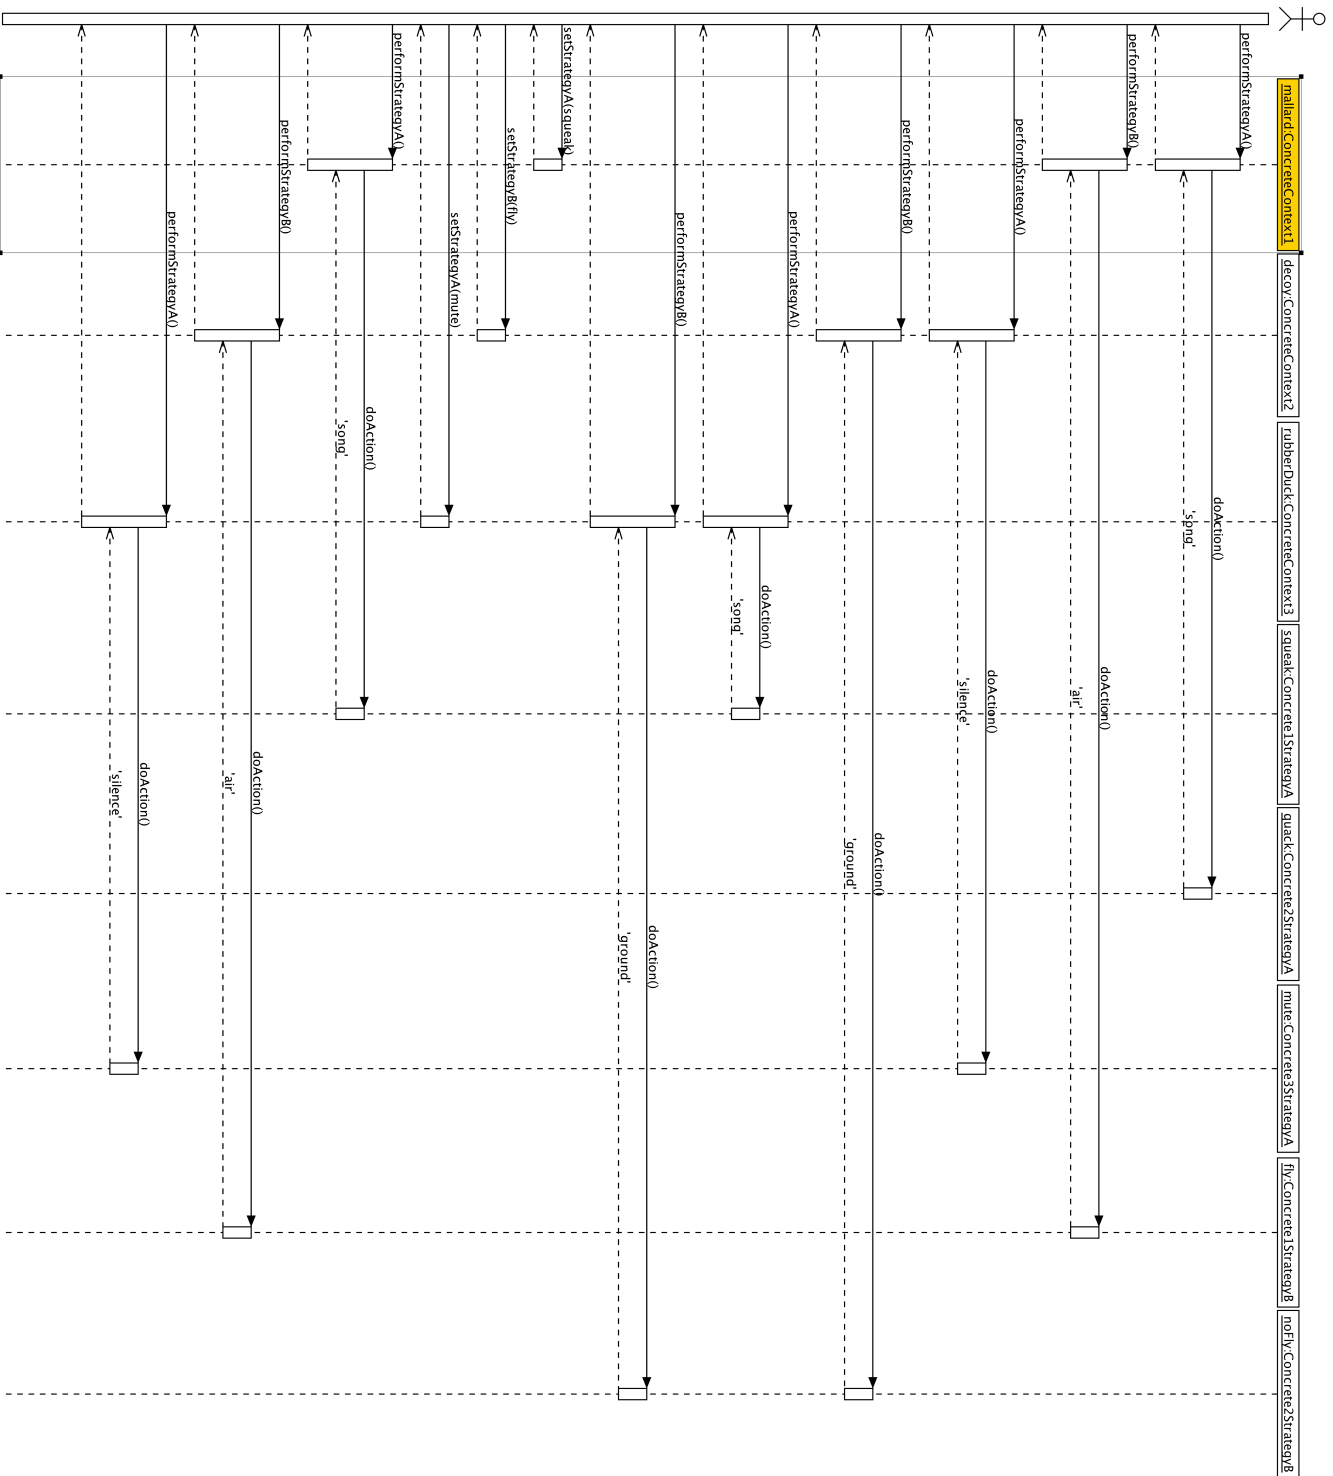 mallard:ConcreteContext1
decoy:ConcreteContext2
rubberDuck:ConcreteContext3
squeak:Concrete1StrategyA
quack:Concrete2StrategyA
mute:Concrete3StrategyA
fly:Concrete1StrategyB
noFly:Concrete2StrategyB
performStrategyA()
doAction()
'song'
performStrategyB()
doAction()
'air'
performStrategyA()
doAction()
'silence'
performStrategyB()
doAction()
'ground'
performStrategyA()
doAction()
'song'
performStrategyB()
doAction()
'ground'
setStrategyA(squeak)
setStrategyB(fly)
setStrategyA(mute)
performStrategyA()
doAction()
'song'
performStrategyB()
doAction()
'air'
performStrategyA()
doAction()
'silence'